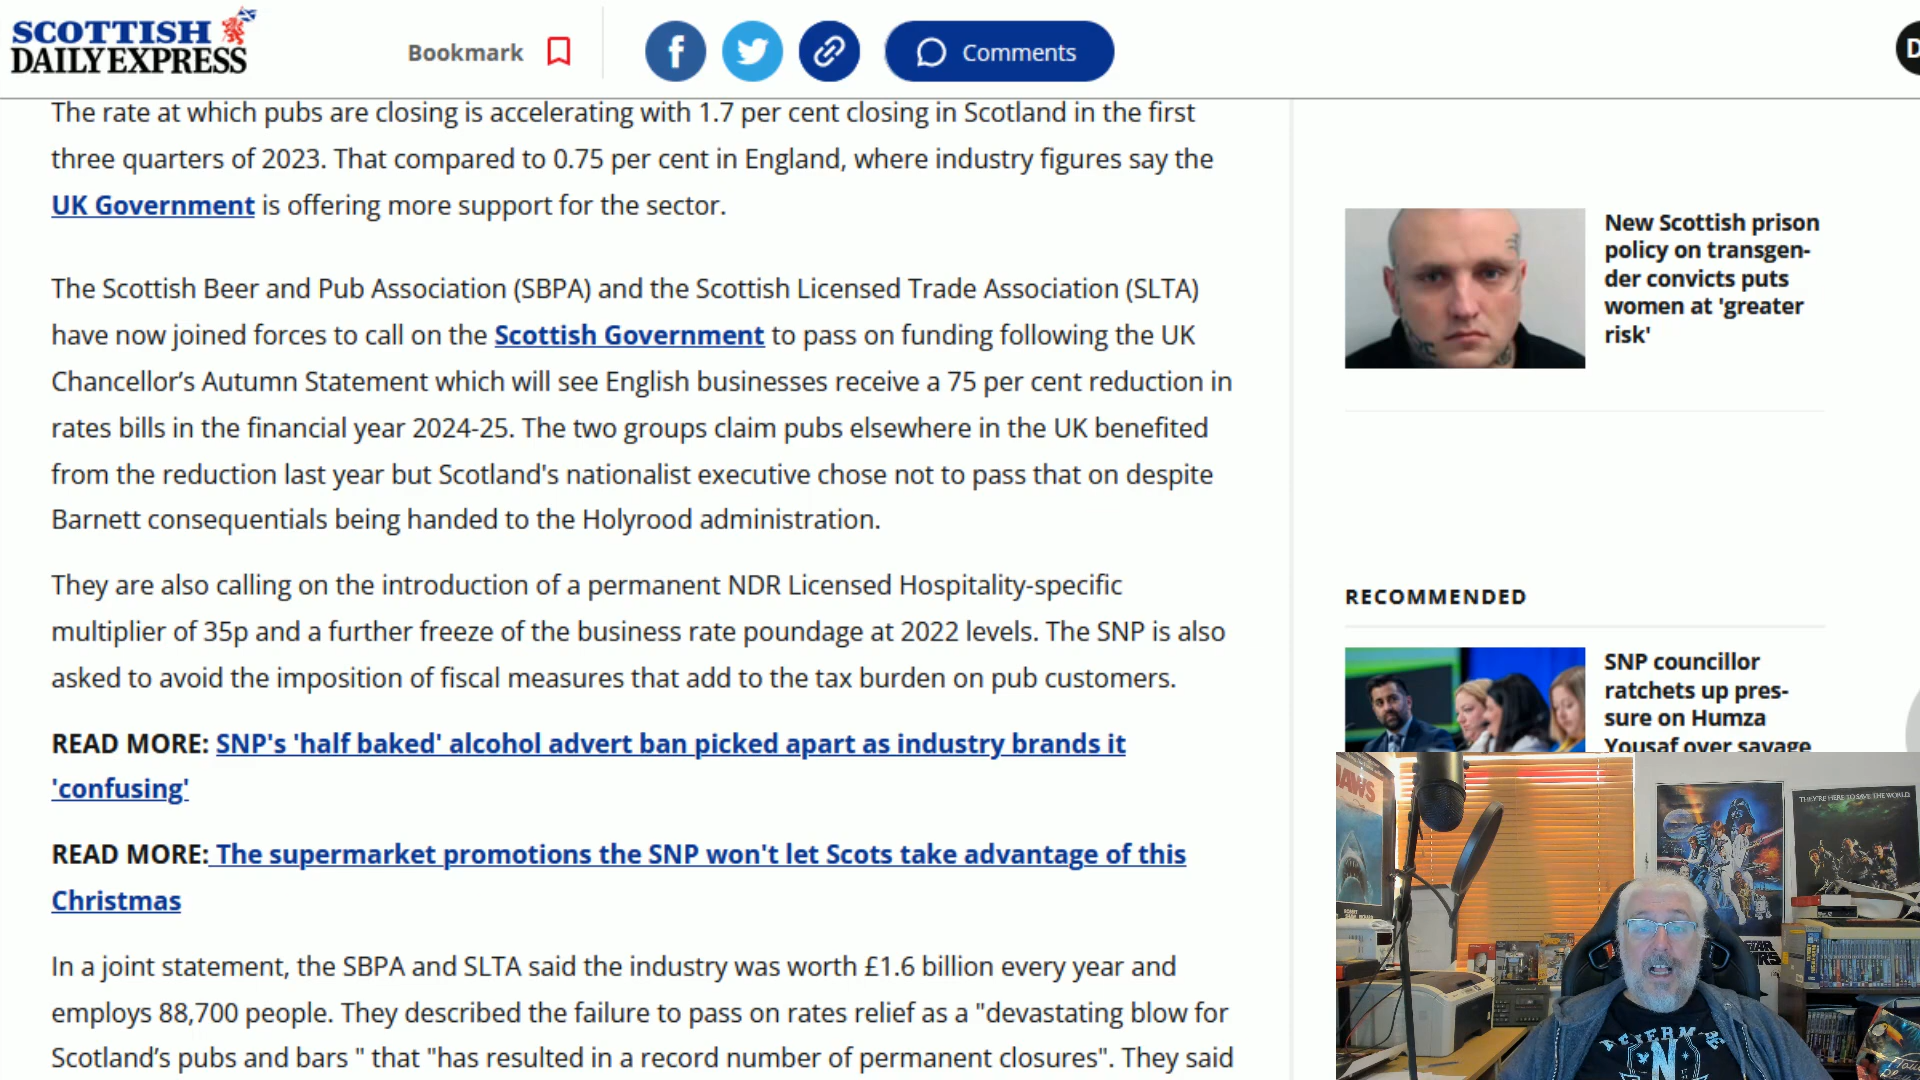 SCOTTISH
DAILY EXPRESS
Bookmark
Comments
D
The rate at which pubs are closing is accelerating with 1.7 per cent closing in Scotland in the first
three quarters of 2023. That compared to 0.75 per cent in England, where industry figures say the
UK Government is offering more support for the sector.
The Scottish Beer and Pub Association (SBPA) and the Scottish Licensed Trade Association (SLTA)
have now joined forces to call on the Scottish Government to pass on funding following the UK
Chancellor’s Autumn Statement which will see English businesses receive a 75 per cent reduction in
rates bills in the financial year 2024-25. The two groups claim pubs elsewhere in the UK benefited
from the reduction last year but Scotland's nationalist executive chose not to pass that on despite
Barnett consequentials being handed to the Holyrood administration.
They are also calling on the introduction of a permanent NDR Licensed Hospitality-specific
multiplier of 35p and a further freeze of the business rate poundage at 2022 levels. The SNP is also
asked to avoid the imposition of fiscal measures that add to the tax burden on pub customers.
READ MORE: SNP's 'half baked' alcohol advert ban picked apart as industry brands it
'confusing'
READ MORE: The supermarket promotions the SNP won't let Scots take advantage of this
Christmas
In a joint statement, the SBPA and SLTA said the industry was worth £1.6 billion every year and
employs 88,700 people. They described the failure to pass on rates relief as a "devastating blow for
Scotland’s pubs and bars " that "has resulted in a record number of permanent closures". They said
New Scottish prison
policy on transgen-
der convicts puts
women at 'greater
risk'
RECOMMENDED
SNP councillor
ratchets up pres-
sure on Humza
Yousaf over savage
JAWS
THEY'RE HERE TO SAVE THE WORLD.
STAR
WARS
N